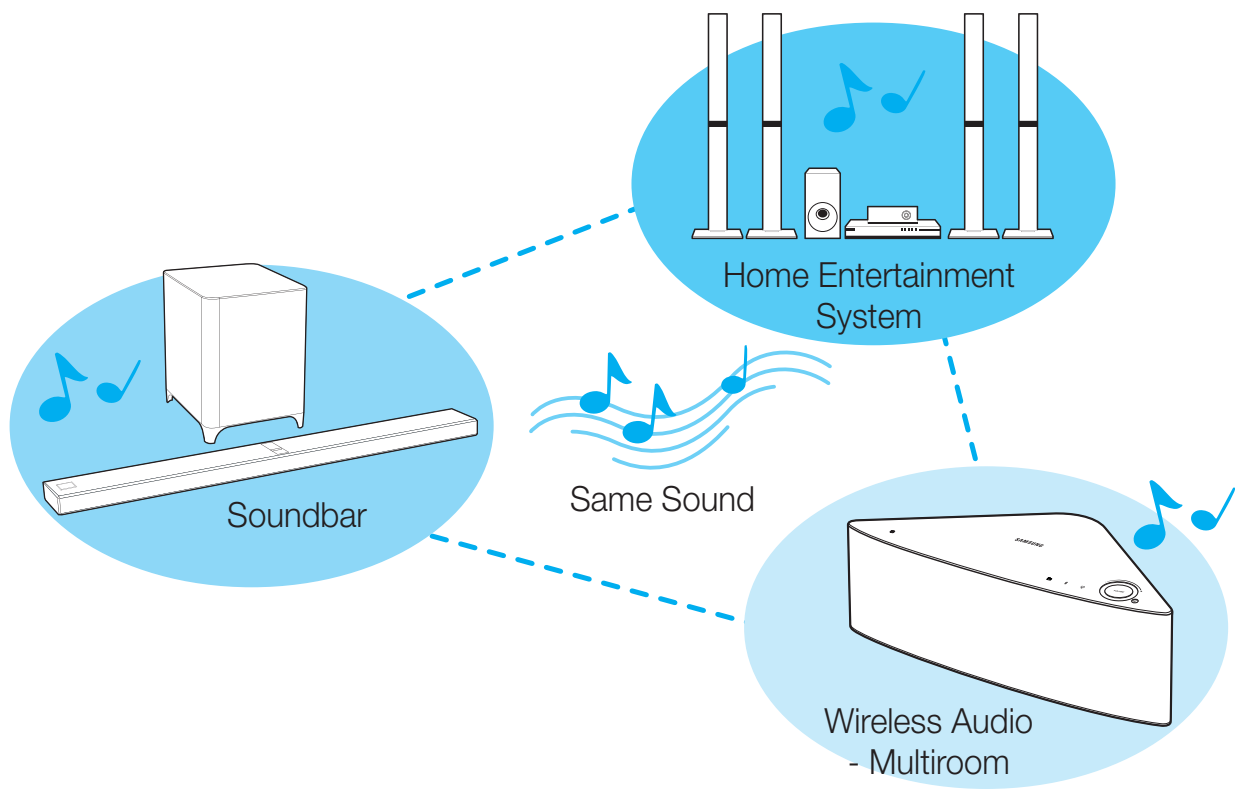 Home Entertainment
System
Soundbar
Same Sound
SAMSUNG
Wireless Audio
- Multiroom